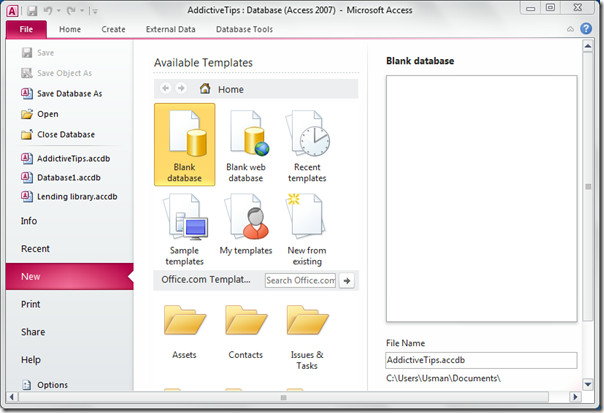 AddictiveTips : Database (Access 2007) - Microsoft Access
File Home Create External Data Database Tools
Save
Save Object As
Save Database As
Open
Close Database
AddictiveTips.accdb
Database1.accdb
Lending library.accdb
Info
Recent
New
Print
Share
Help
Options
Available Templates
Home
Blank
database
Blank web
database
Recent
templates
Sample
templates
My templates
New from
existing
Office.com Templat... Search Office.com
Assets
Contacts
Issues &
Tasks
Blank database
File Name
AddictiveTips.accdb
C:\Users\Usman\Documents\